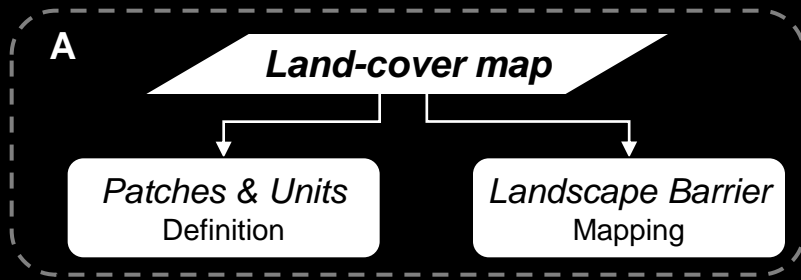 A
Land-cover map
Patches & Units
Definition
Landscape Barrier
Mapping